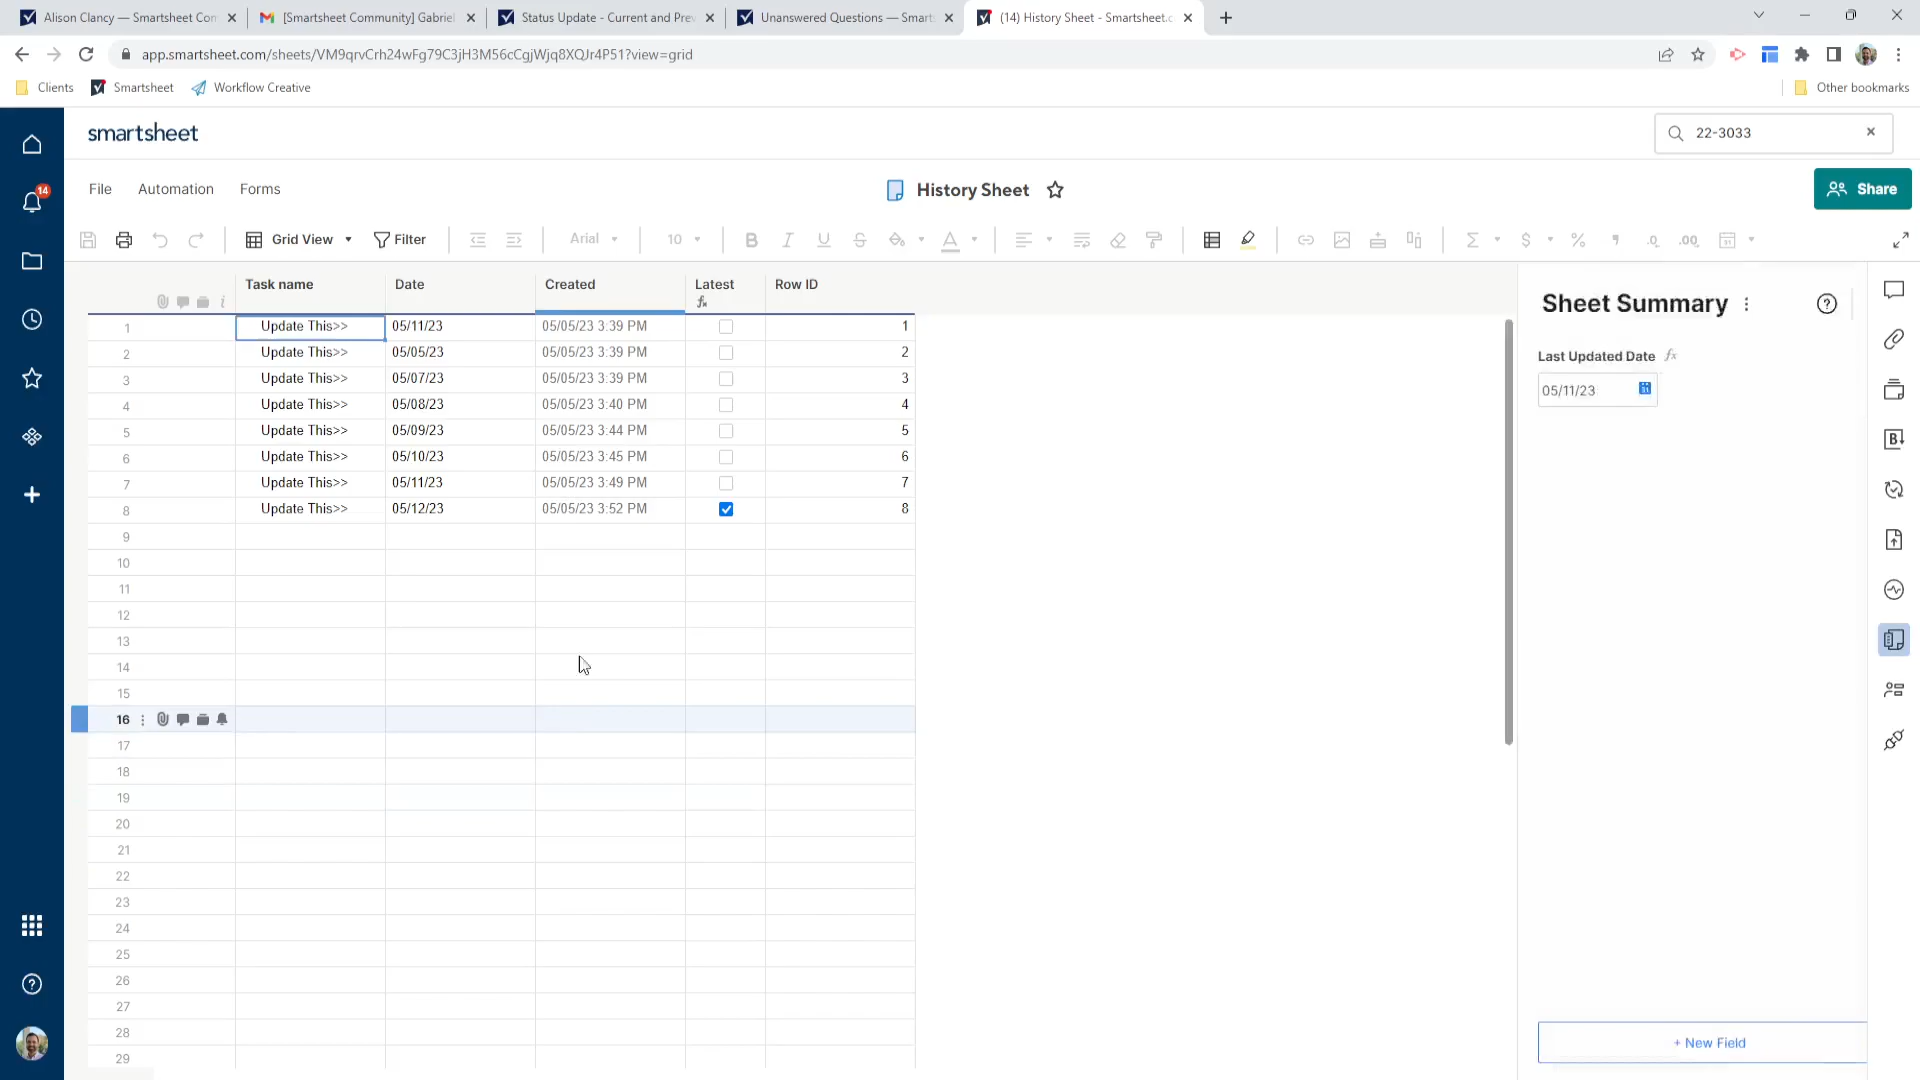 Alison Clancy — Smartsheet Con
[Smartsheet Community] Gabriel
Status Update - Current and Prev
Unanswered Questions — Smarts
(14) History Sheet - Smartsheet.c
app.smartsheet.com/sheets/VM9qrvCrh24wFg79C3jH3M56cCgjWjq8XQJr4P51?view=grid
Clients
Smartsheet
Workflow Creative
Other bookmarks
smartsheet
22-3033
14
File
Automation
Forms
History Sheet
Share
Grid View
Filter
Arial
10
Task name Date Created Latest Row ID
1 Update This>> 05/11/23 05/05/23 3:39 PM 1
2 Update This>> 05/05/23 05/05/23 3:39 PM 2
3 Update This>> 05/07/23 05/05/23 3:39 PM 3
4 Update This>> 05/08/23 05/05/23 3:40 PM 4
5 Update This>> 05/09/23 05/05/23 3:44 PM 5
6 Update This>> 05/10/23 05/05/23 3:45 PM 6
7 Update This>> 05/11/23 05/05/23 3:49 PM 7
8 Update This>> 05/12/23 05/05/23 3:52 PM 8
9
10
11
12
13
14
15
16
17
18
19
20
21
22
23
24
25
26
27
28
29
Sheet Summary
Last Updated Date fx
05/11/23
+ New Field